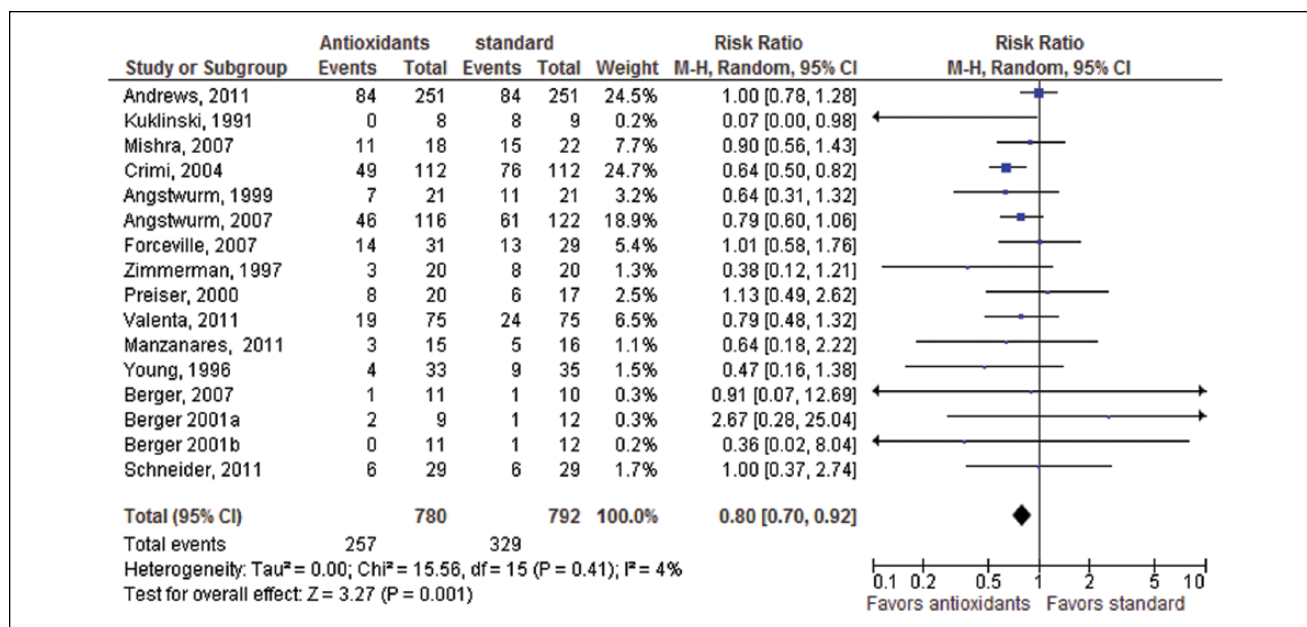 Antioxidants standard Risk Ratio Risk Ratio
Study or Subgroup Events Total Events Total Weight M-H, Random, 95% CI M-H, Random, 95% CI
Andrews, 2011 84 251 84 251 24.5% 1.00 [0.78, 1.28]
Kuklinski, 1991 0 8 8 9 0.2% 0.07 [0.00, 0.98]
Mishra, 2007 11 18 15 22 7.7% 0.90 [0.56, 1.43]
Crimi, 2004 49 112 76 112 24.7% 0.64 [0.50, 0.82]
Angstwurm, 1999 7 21 11 21 3.2% 0.64 [0.31, 1.32]
Angstwurm, 2007 46 116 61 122 18.9% 0.79 [0.60, 1.06]
Forceville, 2007 14 31 13 29 5.4% 1.01 [0.58, 1.76]
Zimmerman, 1997 3 20 8 20 1.3% 0.38 [0.12, 1.21]
Preiser, 2000 8 20 6 17 2.5% 1.13 [0.49, 2.62]
Valenta, 2011 19 75 24 75 6.5% 0.79 [0.48, 1.32]
Manzanares, 2011 3 15 5 16 1.1% 0.64 [0.18, 2.22]
Young, 1996 4 33 9 35 1.5% 0.47 [0.16, 1.38]
Berger, 2007 1 11 1 10 0.3% 0.91 [0.07, 12.69]
Berger 2001a 2 9 1 12 0.3% 2.67 [0.28, 25.04]
Berger 2001b 0 11 1 12 0.2% 0.36 [0.02, 8.04]
Schneider, 2011 6 29 6 29 1.7% 1.00 [0.37, 2.74]
Total (95% CI) 780 792 100.0% 0.80 [0.70, 0.92]
Total events 257 329
Heterogeneity: Tau² = 0.00; Chi² = 15.56, df = 15 (P = 0.41); I² = 4%
Test for overall effect: Z = 3.27 (P = 0.001)
0.1 0.2 0.5 1 2 5 10
Favors antioxidants Favors standard